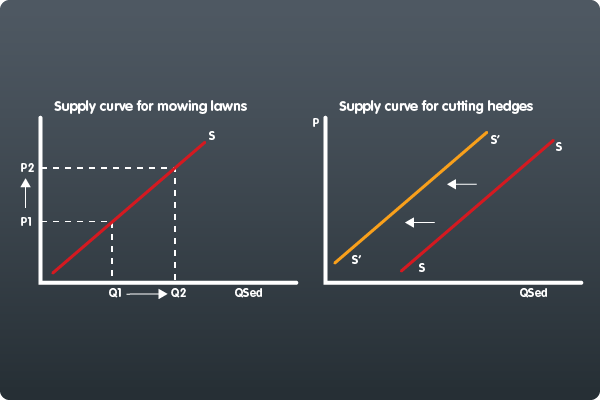 Supply curve for mowing lawns
S
P2
P1
Q1
Q2
QSed
Supply curve for cutting hedges
P
S’
S
S’
S
QSed